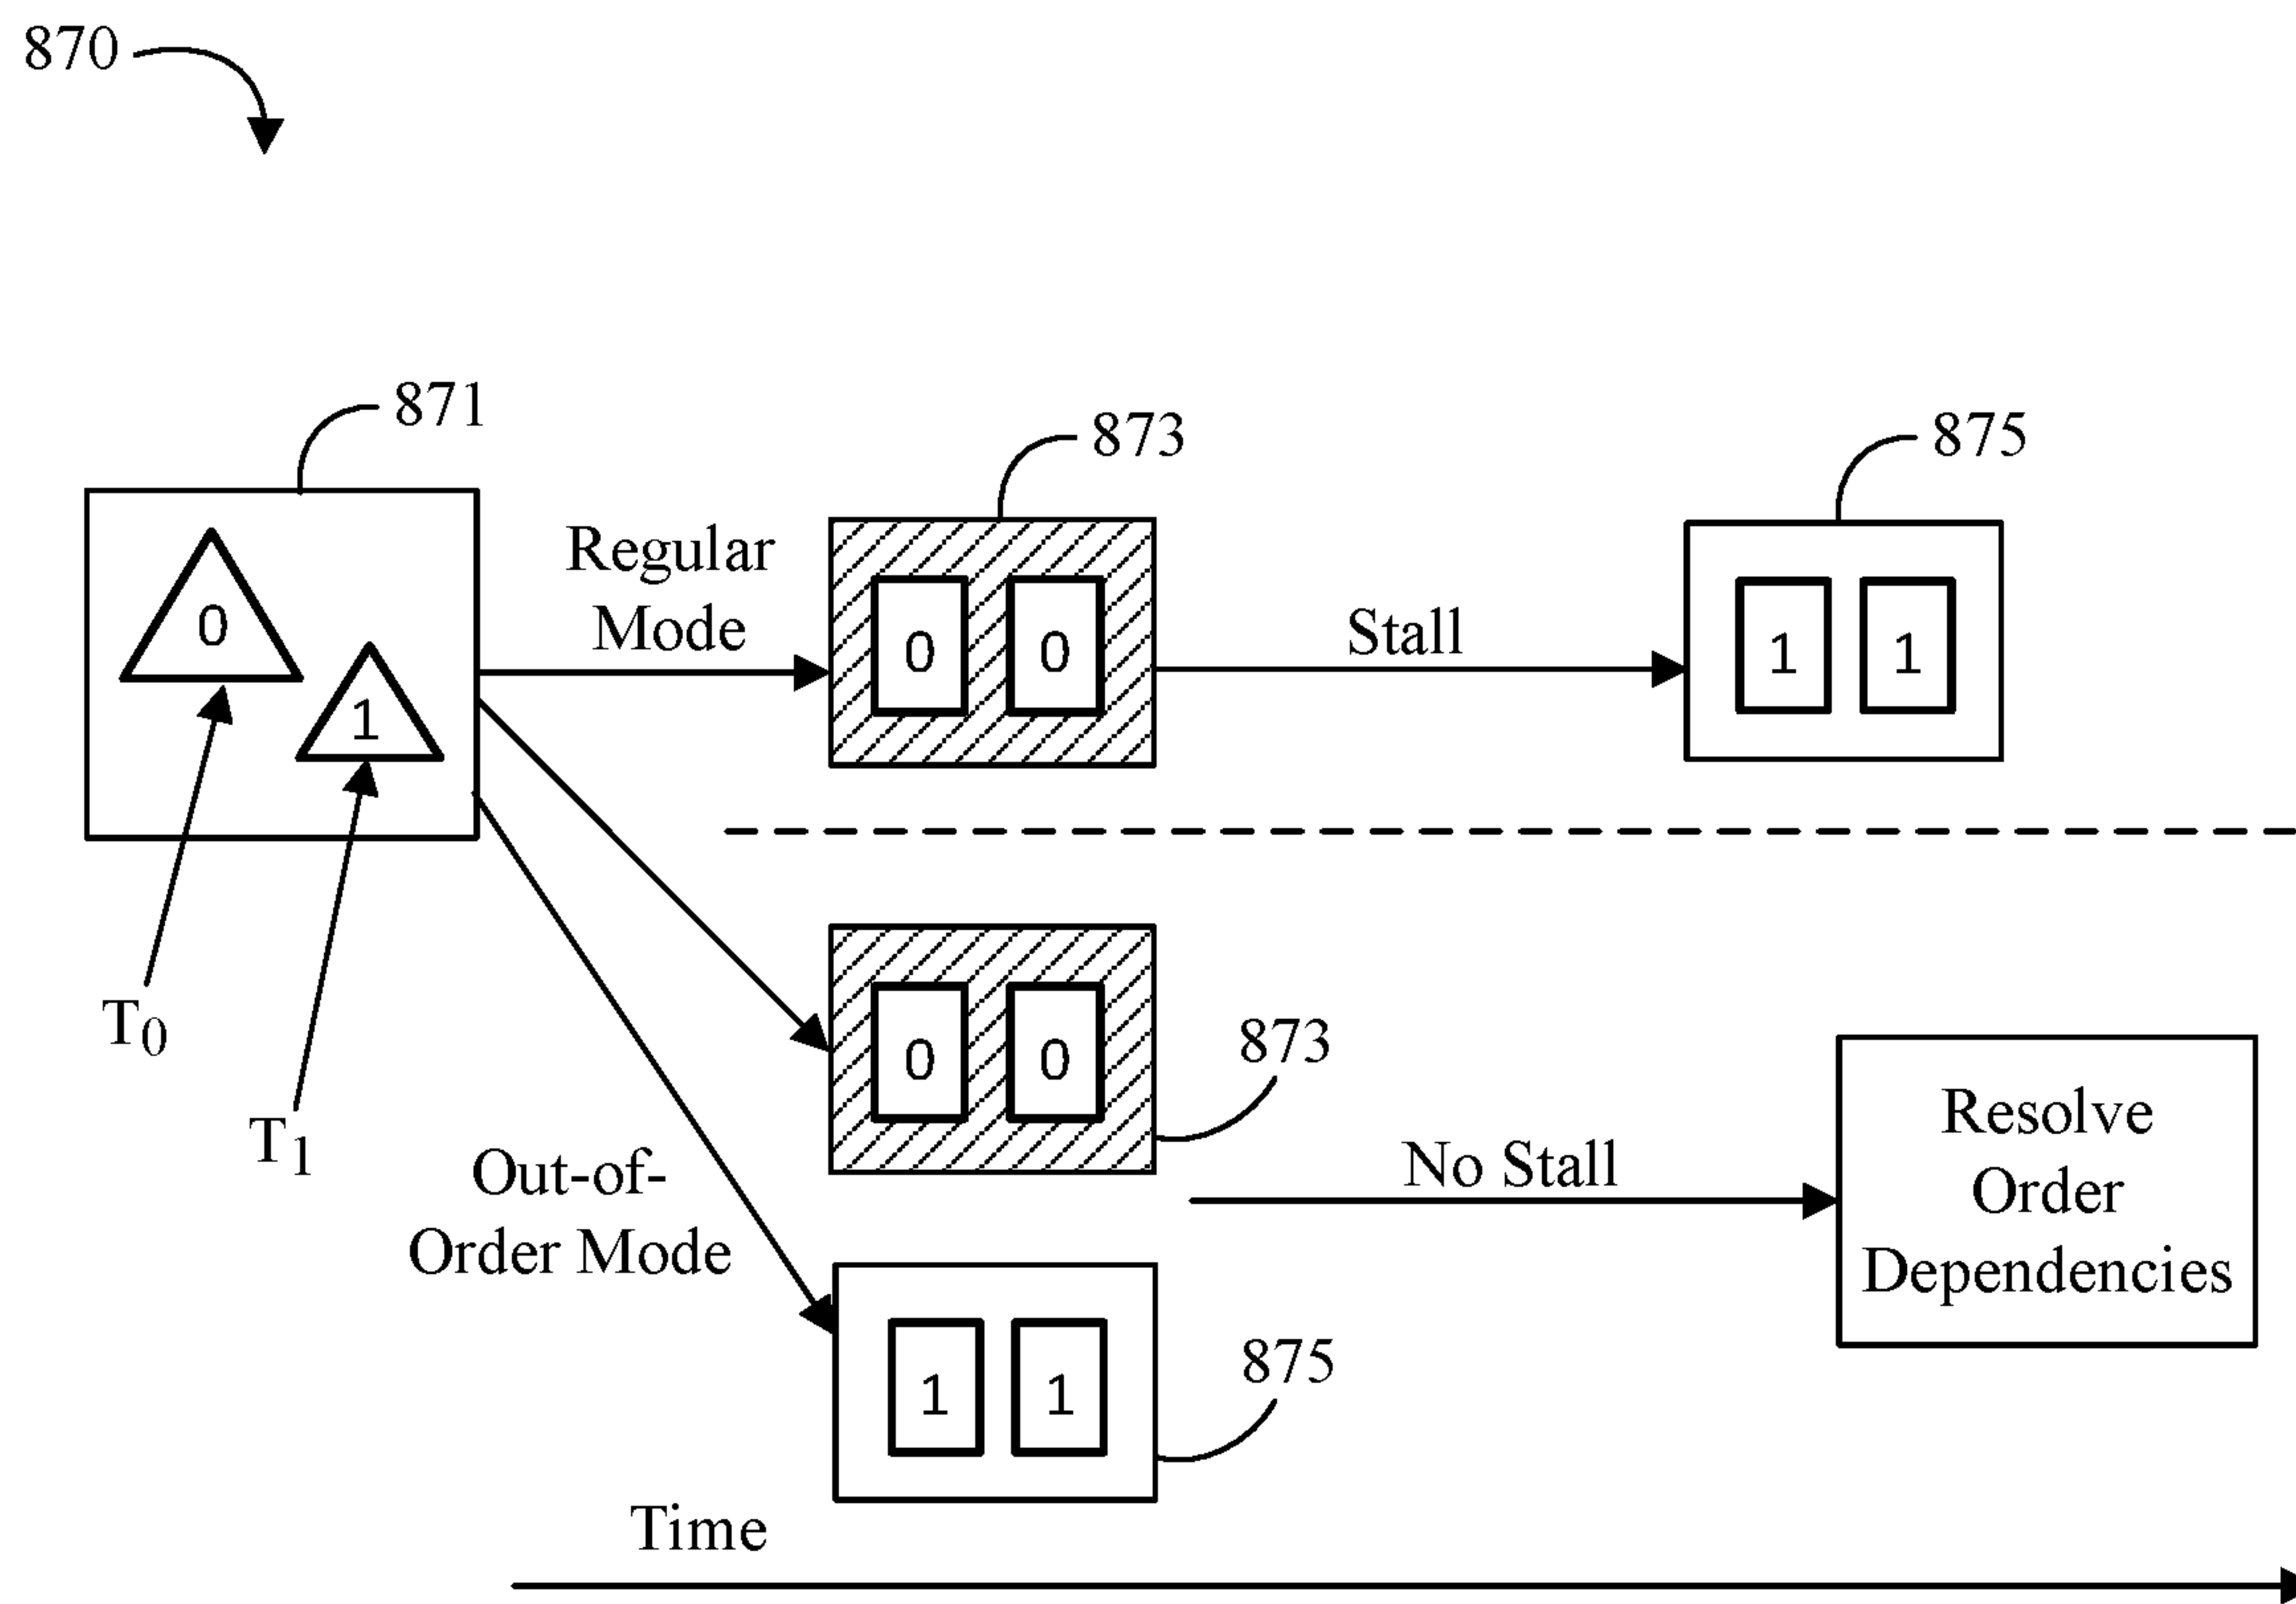 870
871
873
875
Regular
Mode
0
1
0 0
Stall
1 1
T0
T1
0 0
873
Out-of-
Order Mode
No Stall
Resolve
Order
Dependencies
1 1
875
Time